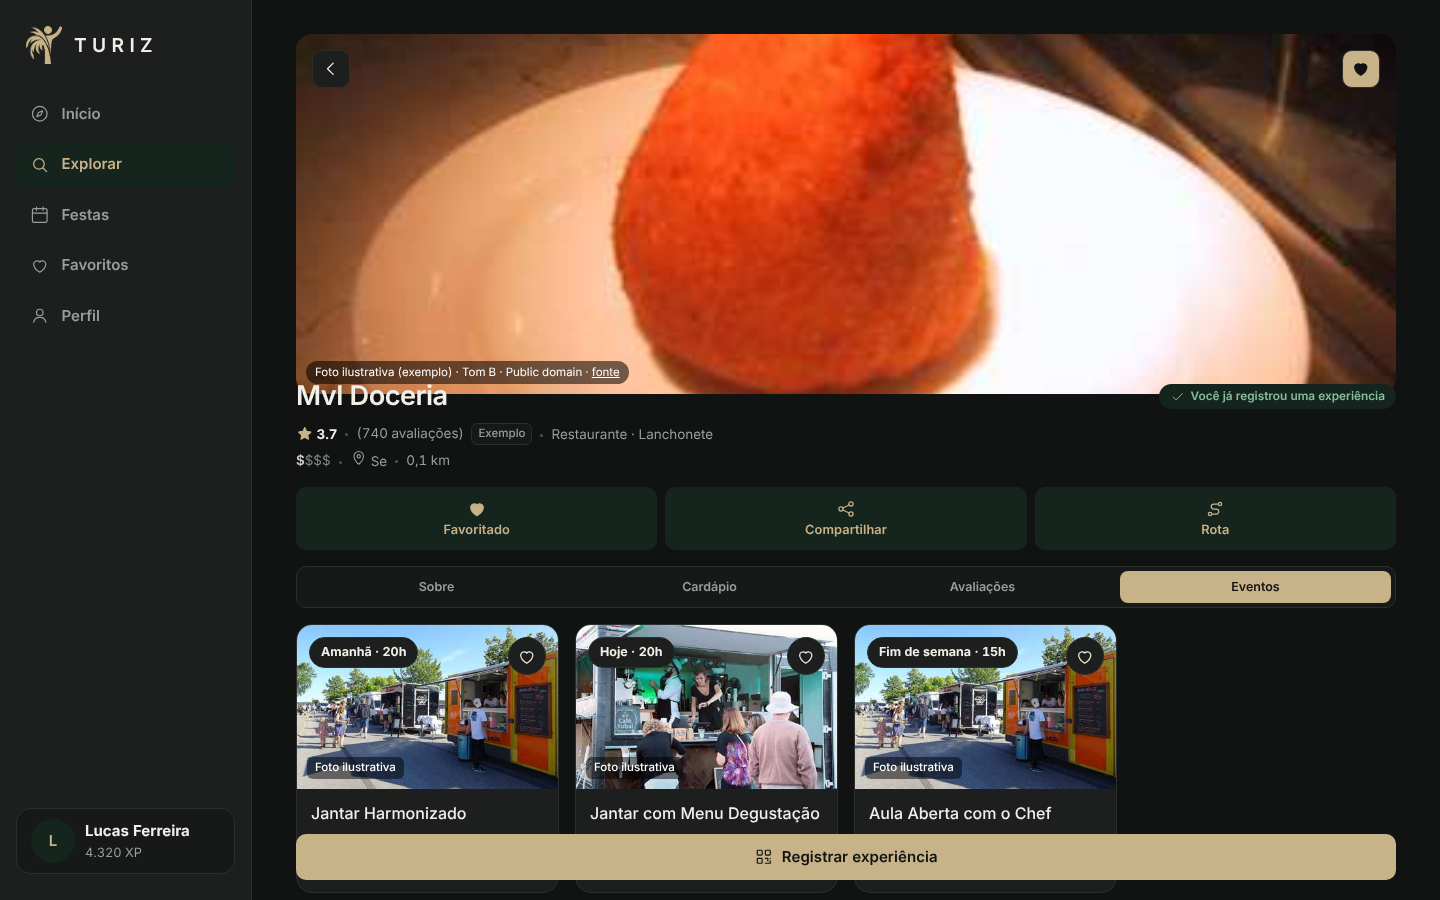 TURIZ
Início
Explorar
Festas
Favoritos
Perfil
Lucas Ferreira
L
4.320 XP
Foto ilustrativa (exemplo) · Tom B · Public domain · fonte
Mvl Doceria
Você já registrou uma experiência
3.7 · (740 avaliações) Exemplo · Restaurante · Lanchonete
$$$$ · Se · 0,1 km
Favoritado
Compartilhar
Rota
Sobre
Cardápio
Avaliações
Eventos
Amanhã · 20h
Foto ilustrativa
Jantar Harmonizado
Hoje · 20h
Foto ilustrativa
Jantar com Menu Degustação
Fim de semana · 15h
Foto ilustrativa
Aula Aberta com o Chef
Registrar experiência